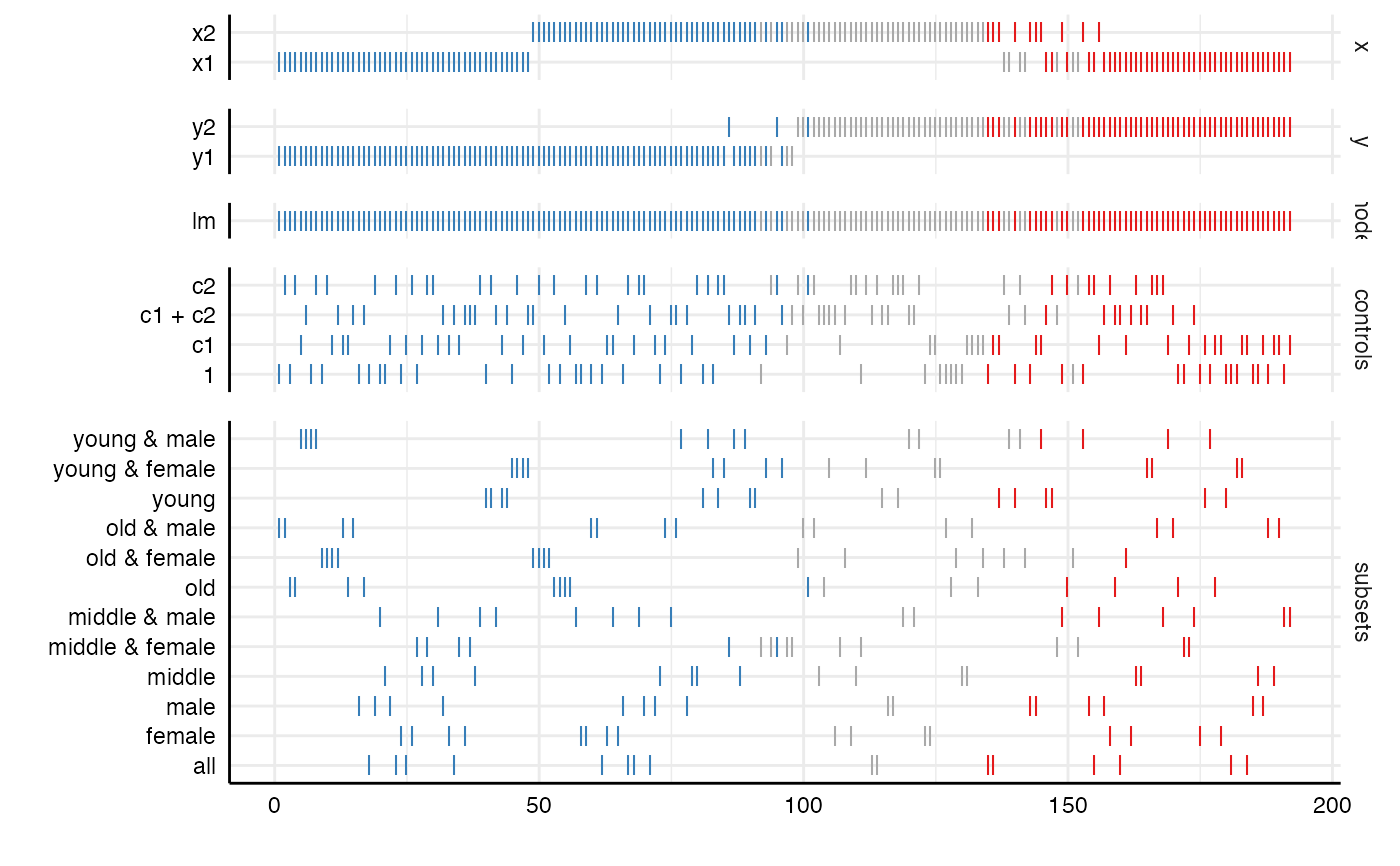 x2
x1
x
y2
y1
y
lm
c2
c1 + c2
c1
1
controls
young & male
young & female
young
old & male
old & female
old
middle & male
middle & female
middle
male
female
all
subsets
0 50 100 150 200